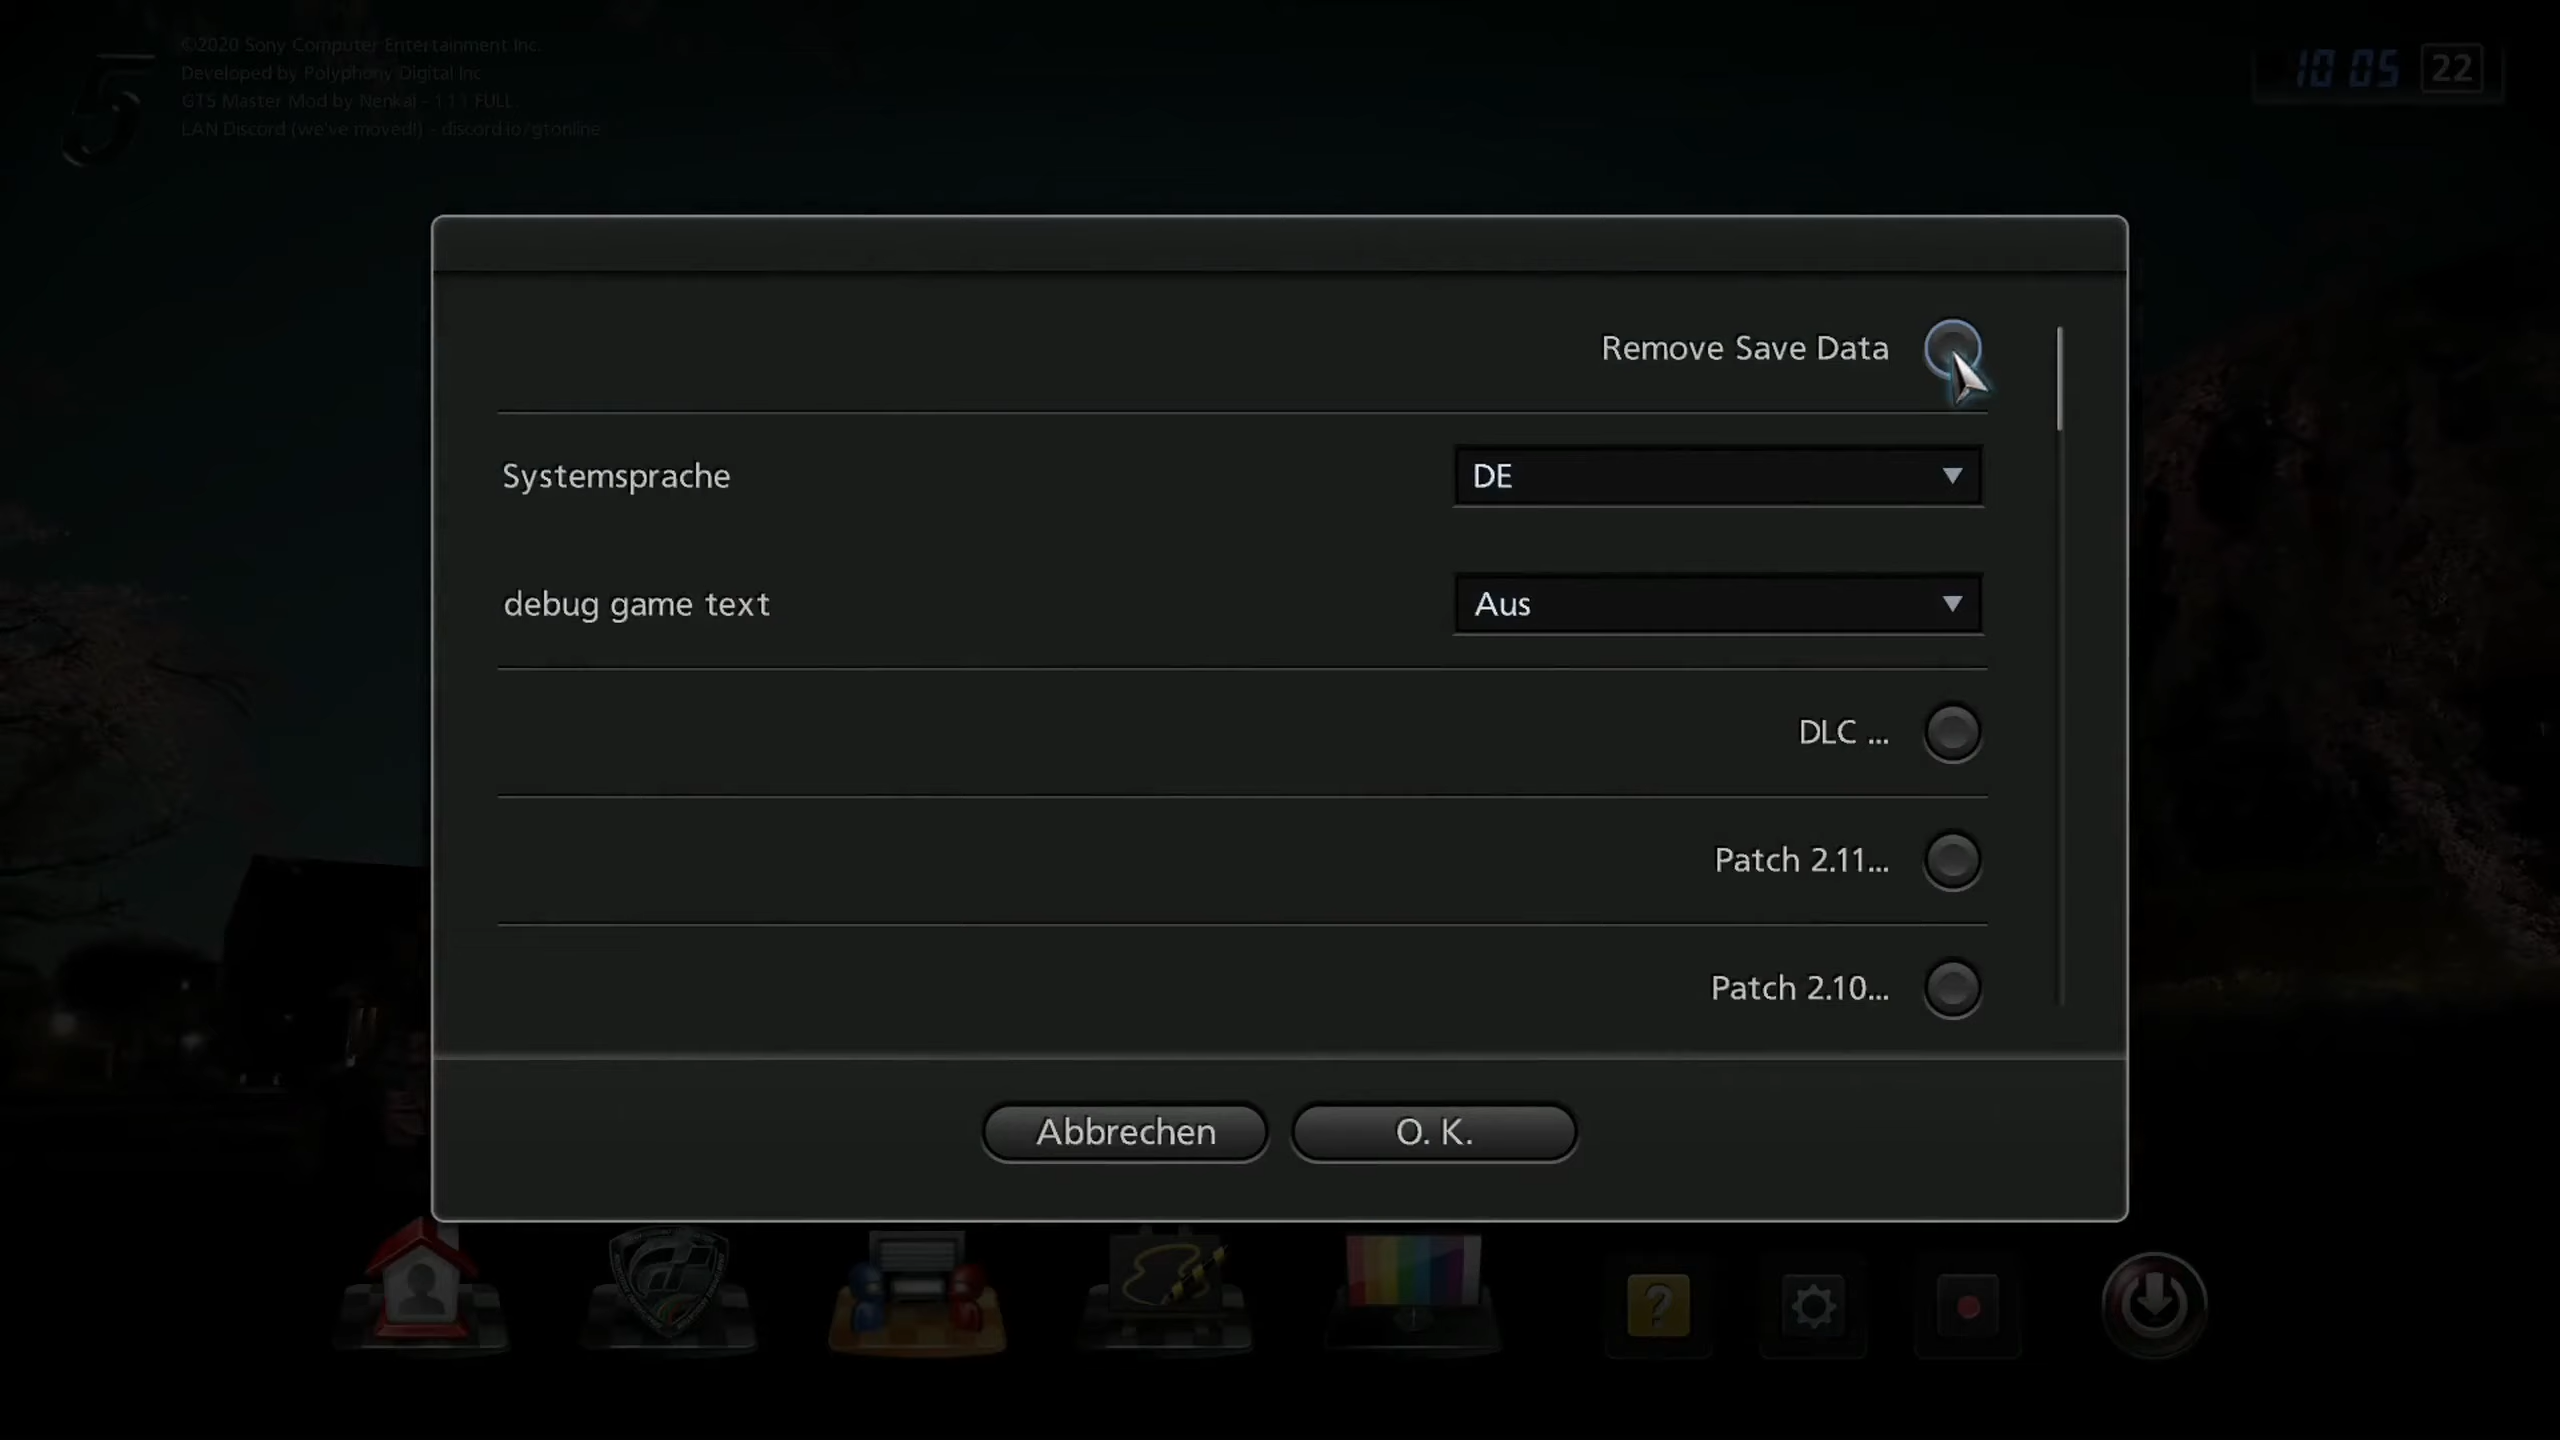 5
©2020 Sony Computer Entertainment Inc.
Developed by Polyphony Digital Inc
GTS Master Mod by Nenkai - 1.1.1 FULL
LAN Discord (we've moved!) - discord.io/gtonline
10 05 22
Remove Save Data
Systemsprache DE
debug game text Aus
DLC ...
Patch 2.11...
Patch 2.10...
Abbrechen O. K.
?